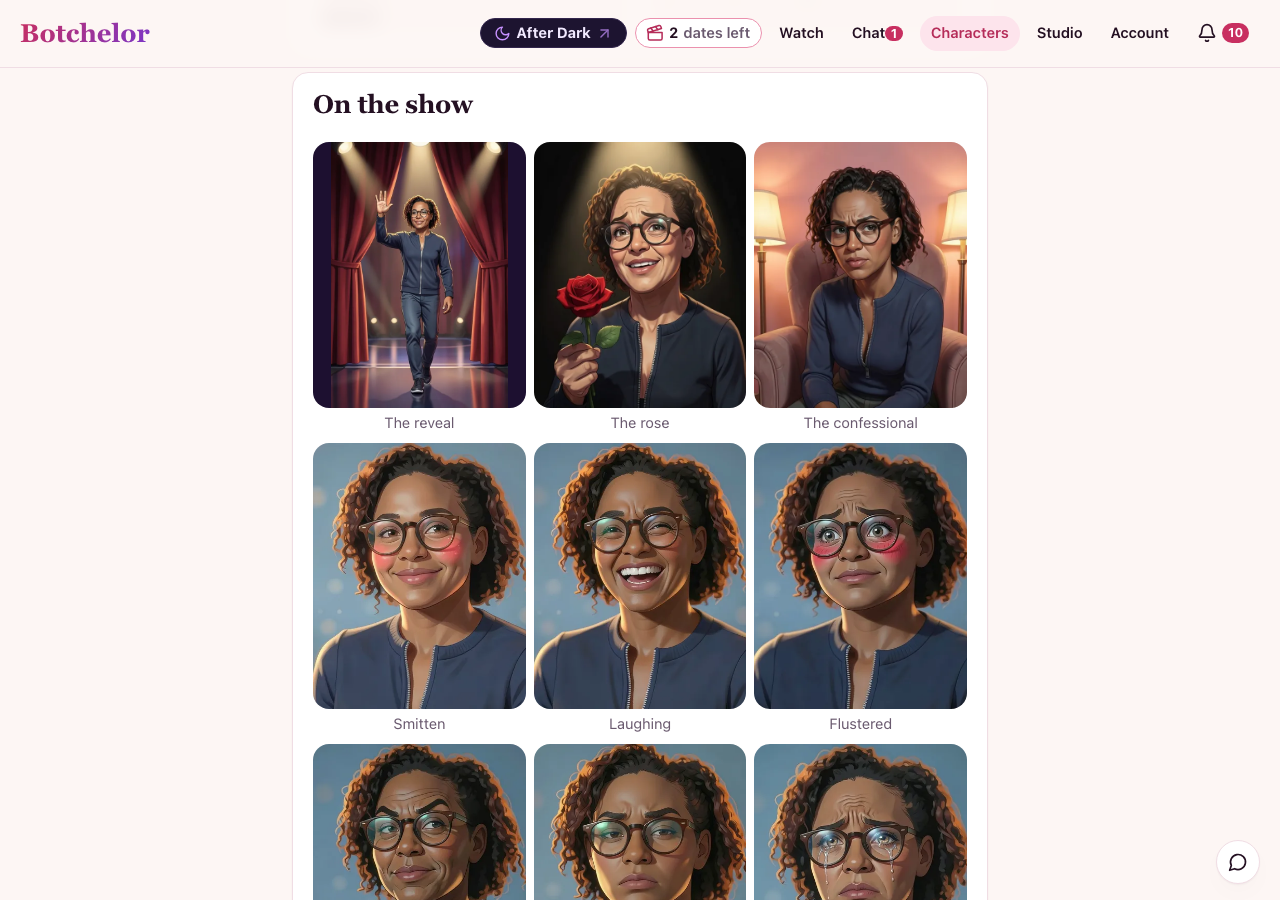 Botchelor
After Dark
2 dates left
Watch
Chat 1
Characters
Studio
Account
10
On the show
The reveal
The rose
The confessional
Smitten
Laughing
Flustered